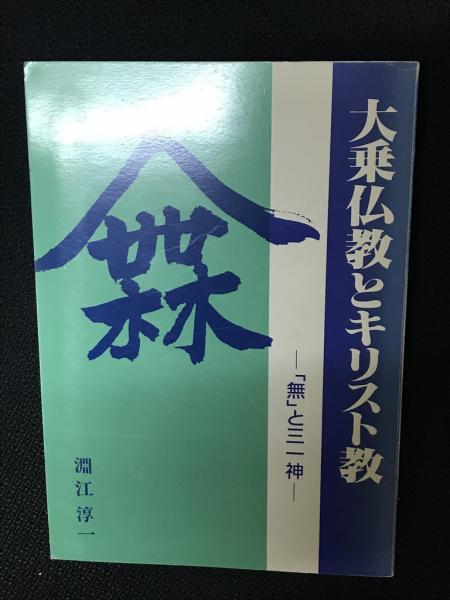 大乗仏教とキリスト教
―「無」と三一神―
淵江淳一